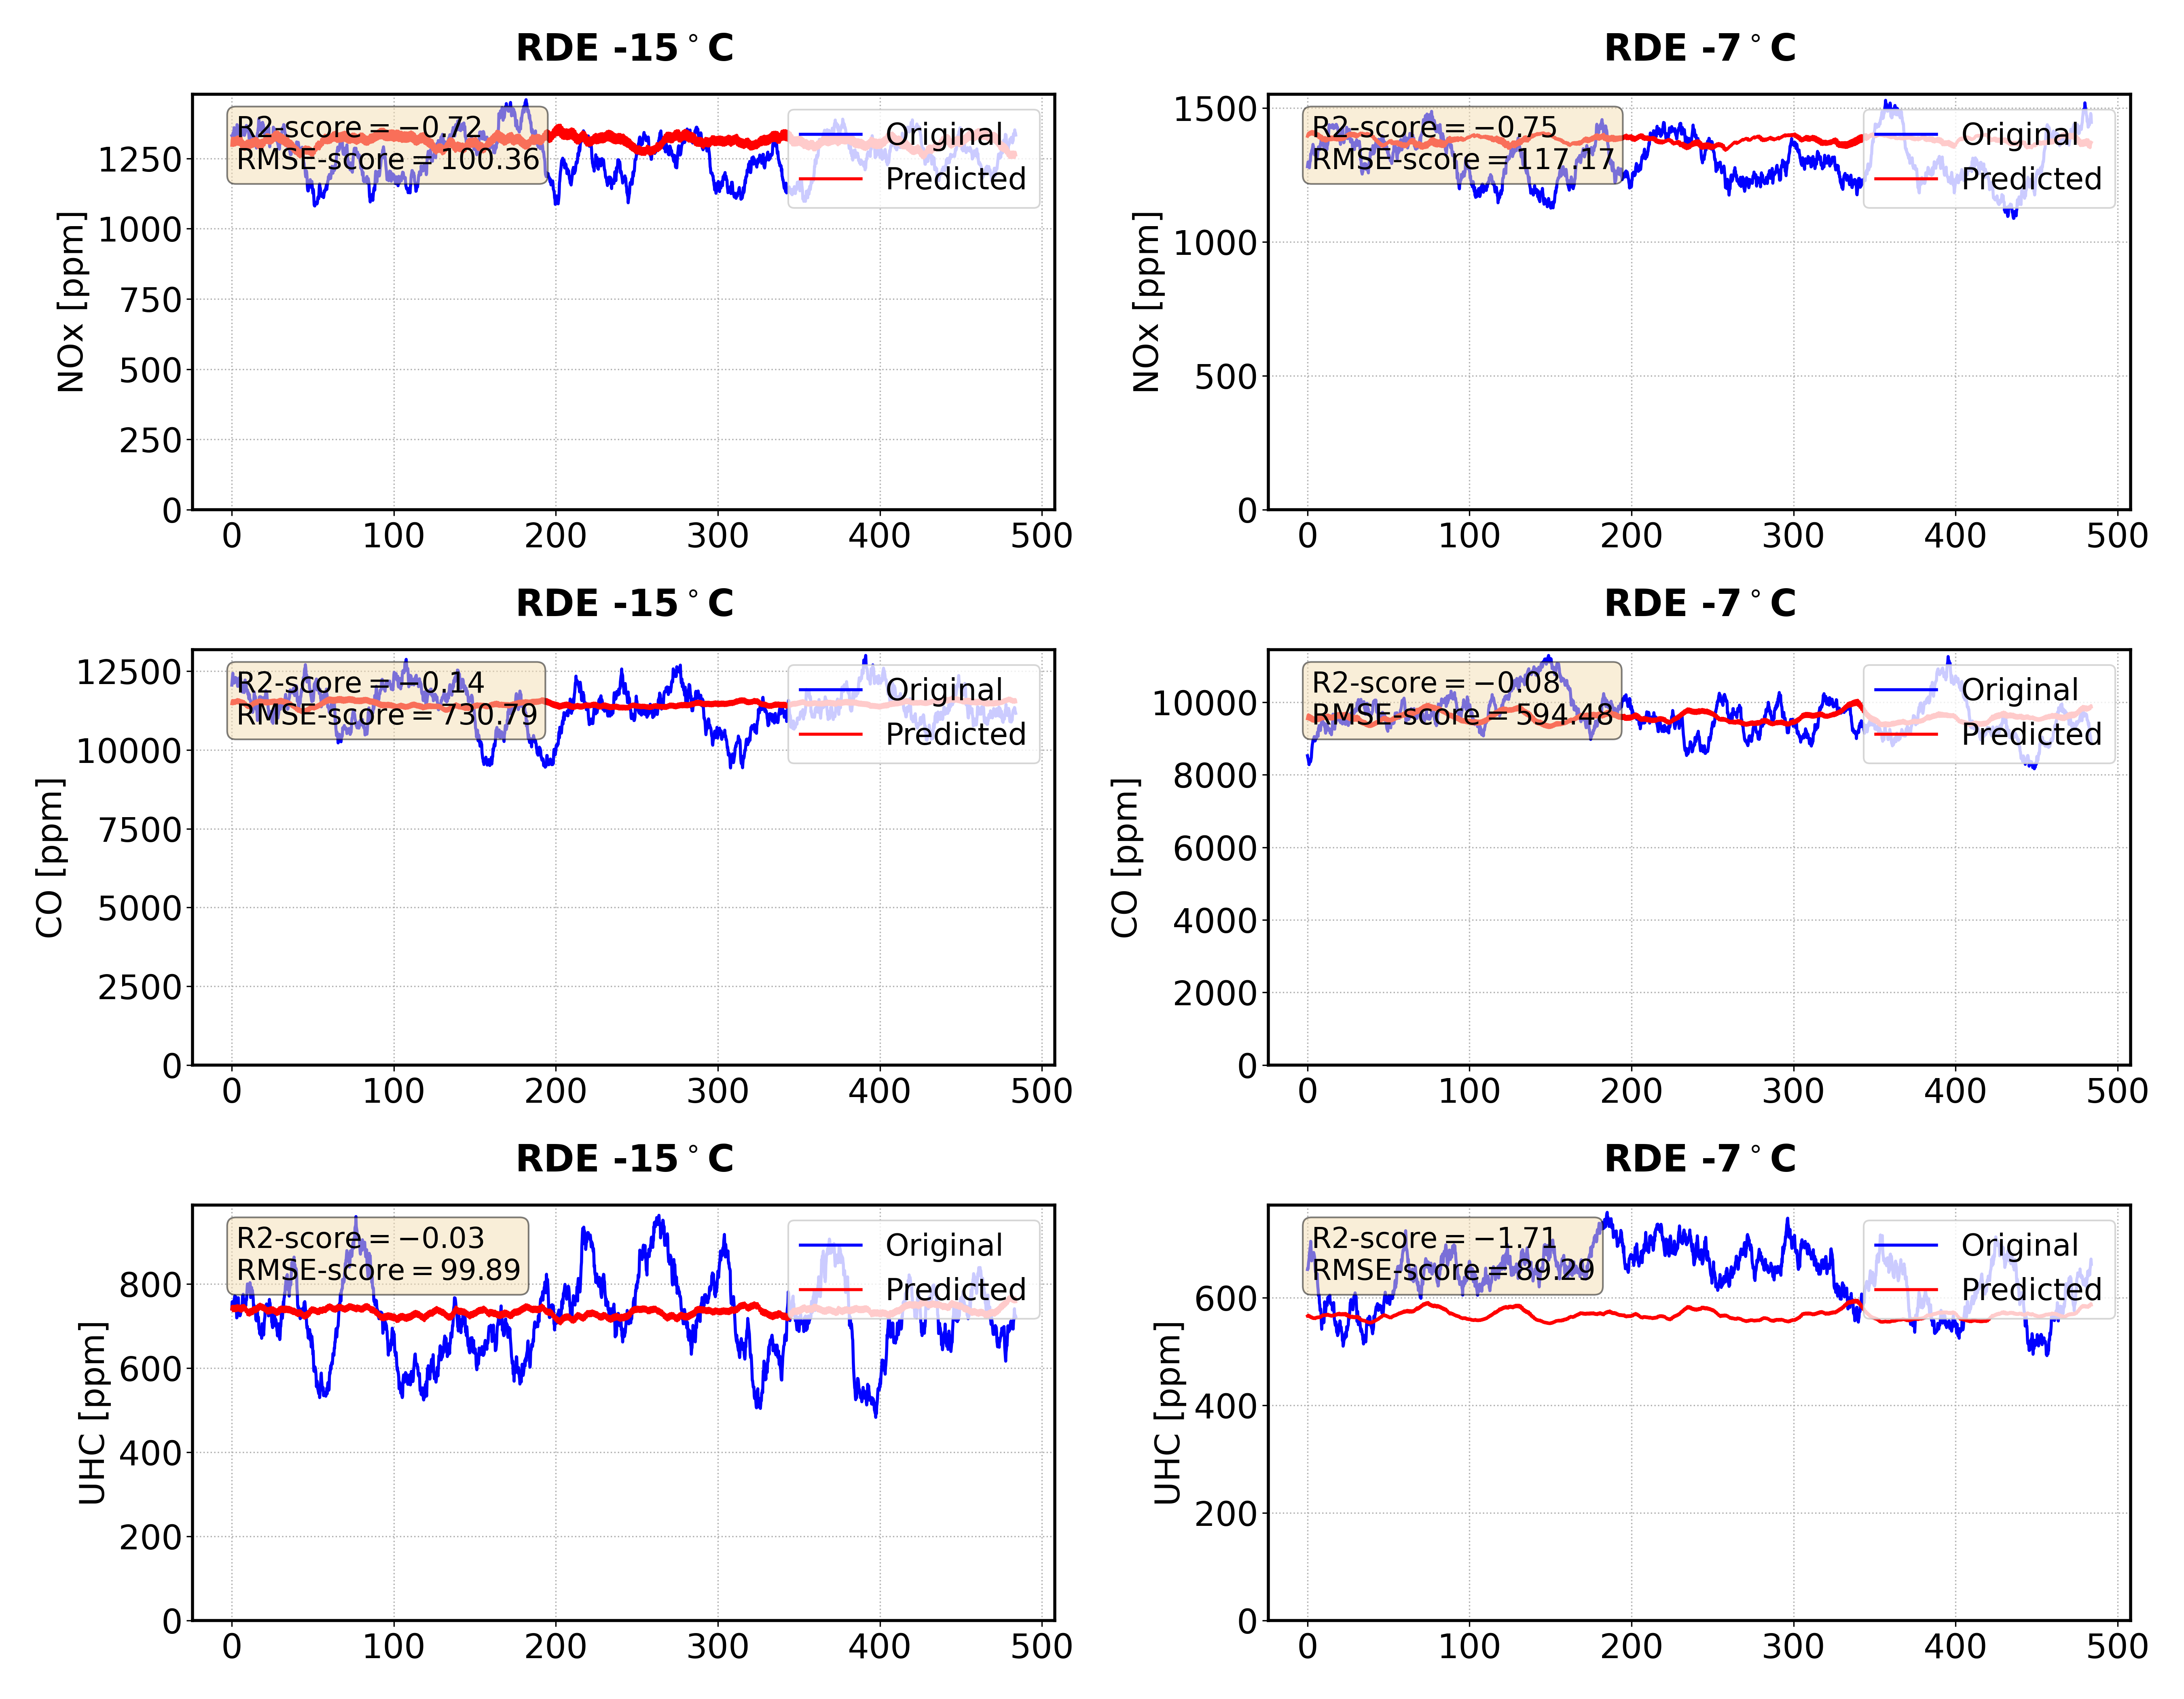 RDE -15°C
R2-score = −0.72
RMSE-score = 100.36
Original
Predicted
NOx [ppm]
1250
1000
750
500
250
0
0 100 200 300 400 500
RDE -7°C
R2-score = −0.75
RMSE-score = 117.17
Original
Predicted
NOx [ppm]
1500
1000
500
0
0 100 200 300 400 500
RDE -15°C
R2-score = −0.14
RMSE-score = 730.79
Original
Predicted
CO [ppm]
12500
10000
7500
5000
2500
0
0 100 200 300 400 500
RDE -7°C
R2-score = −0.08
RMSE-score = 594.48
Original
Predicted
CO [ppm]
10000
8000
6000
4000
2000
0
0 100 200 300 400 500
RDE -15°C
R2-score = −0.03
RMSE-score = 99.89
Original
Predicted
UHC [ppm]
800
600
400
200
0
0 100 200 300 400 500
RDE -7°C
R2-score = −1.71
RMSE-score = 89.29
Original
Predicted
UHC [ppm]
600
400
200
0
0 100 200 300 400 500